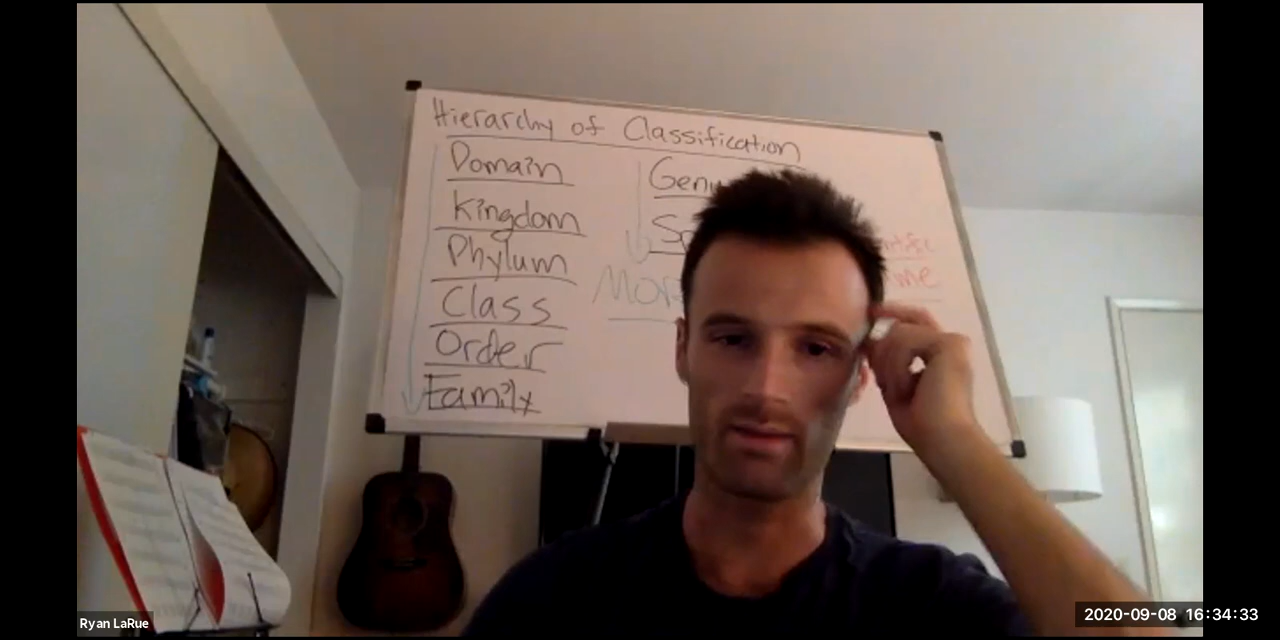 Hierarchy of Classification
Domain
Kingdom
Phylum
Class
Order
Family
Ryan LaRue
2020-09-08 16:34:33